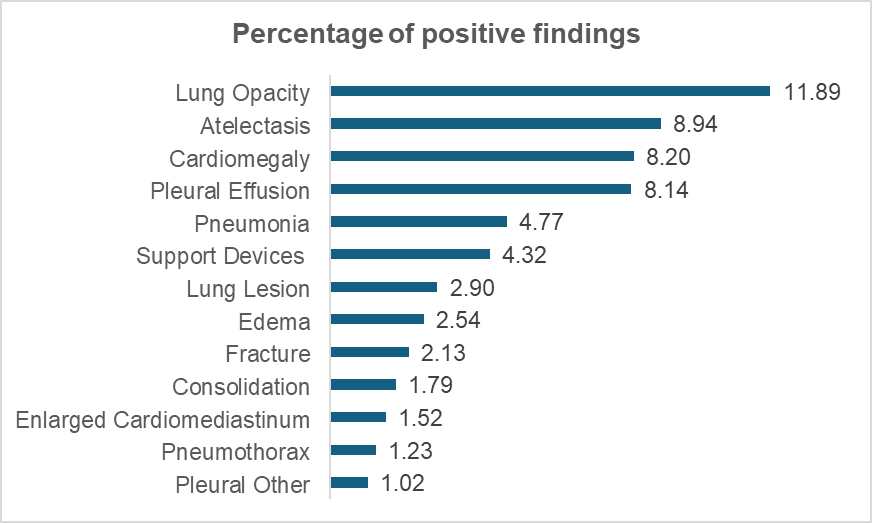 Percentage of positive findings
Lung Opacity 11.89
Atelectasis 8.94
Cardiomegaly 8.20
Pleural Effusion 8.14
Pneumonia 4.77
Support Devices 4.32
Lung Lesion 2.90
Edema 2.54
Fracture 2.13
Consolidation 1.79
Enlarged Cardiomediastinum 1.52
Pneumothorax 1.23
Pleural Other 1.02